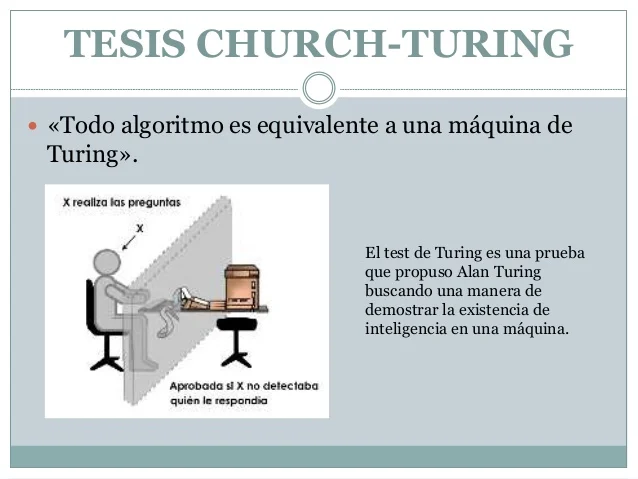 TESIS CHURCH-TURING
«Todo algoritmo es equivalente a una máquina de
Turing».
X realiza las preguntas
X
Aprobada si X no detectaba
quién le respondía
El test de Turing es una prueba
que propuso Alan Turing
buscando una manera de
demostrar la existencia de
inteligencia en una máquina.